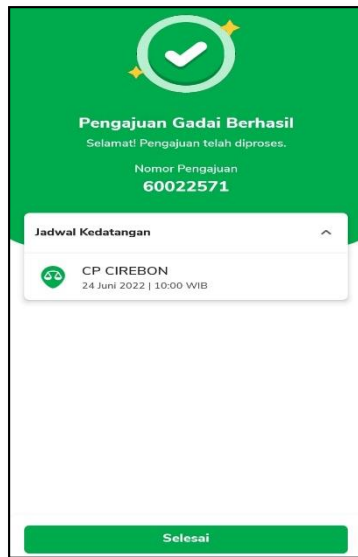 Pengajuan Gadai Berhasil
Selamat! Pengajuan telah diproses.
Nomor Pengajuan
60022571
Jadwal Kedatangan
CP CIREBON
24 Juni 2022 | 10:00 WIB
Selesai